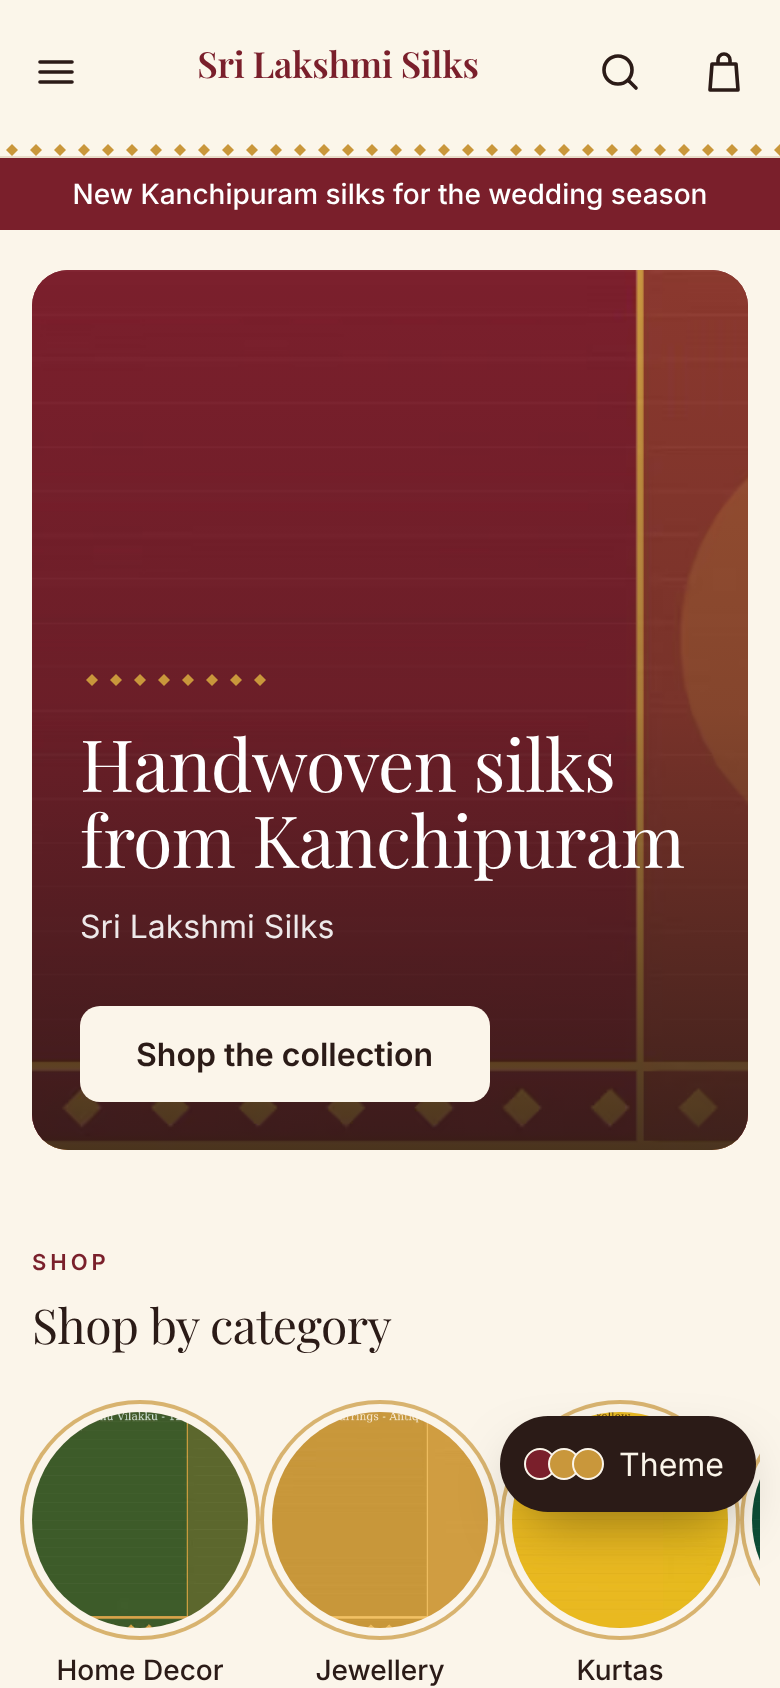 Sri Lakshmi Silks
New Kanchipuram silks for the wedding season
Handwoven silks
from Kanchipuram
Sri Lakshmi Silks
Shop the collection
SHOP
Shop by category
Vilakku -
Theme
Home Decor
Jewellery
Kurtas